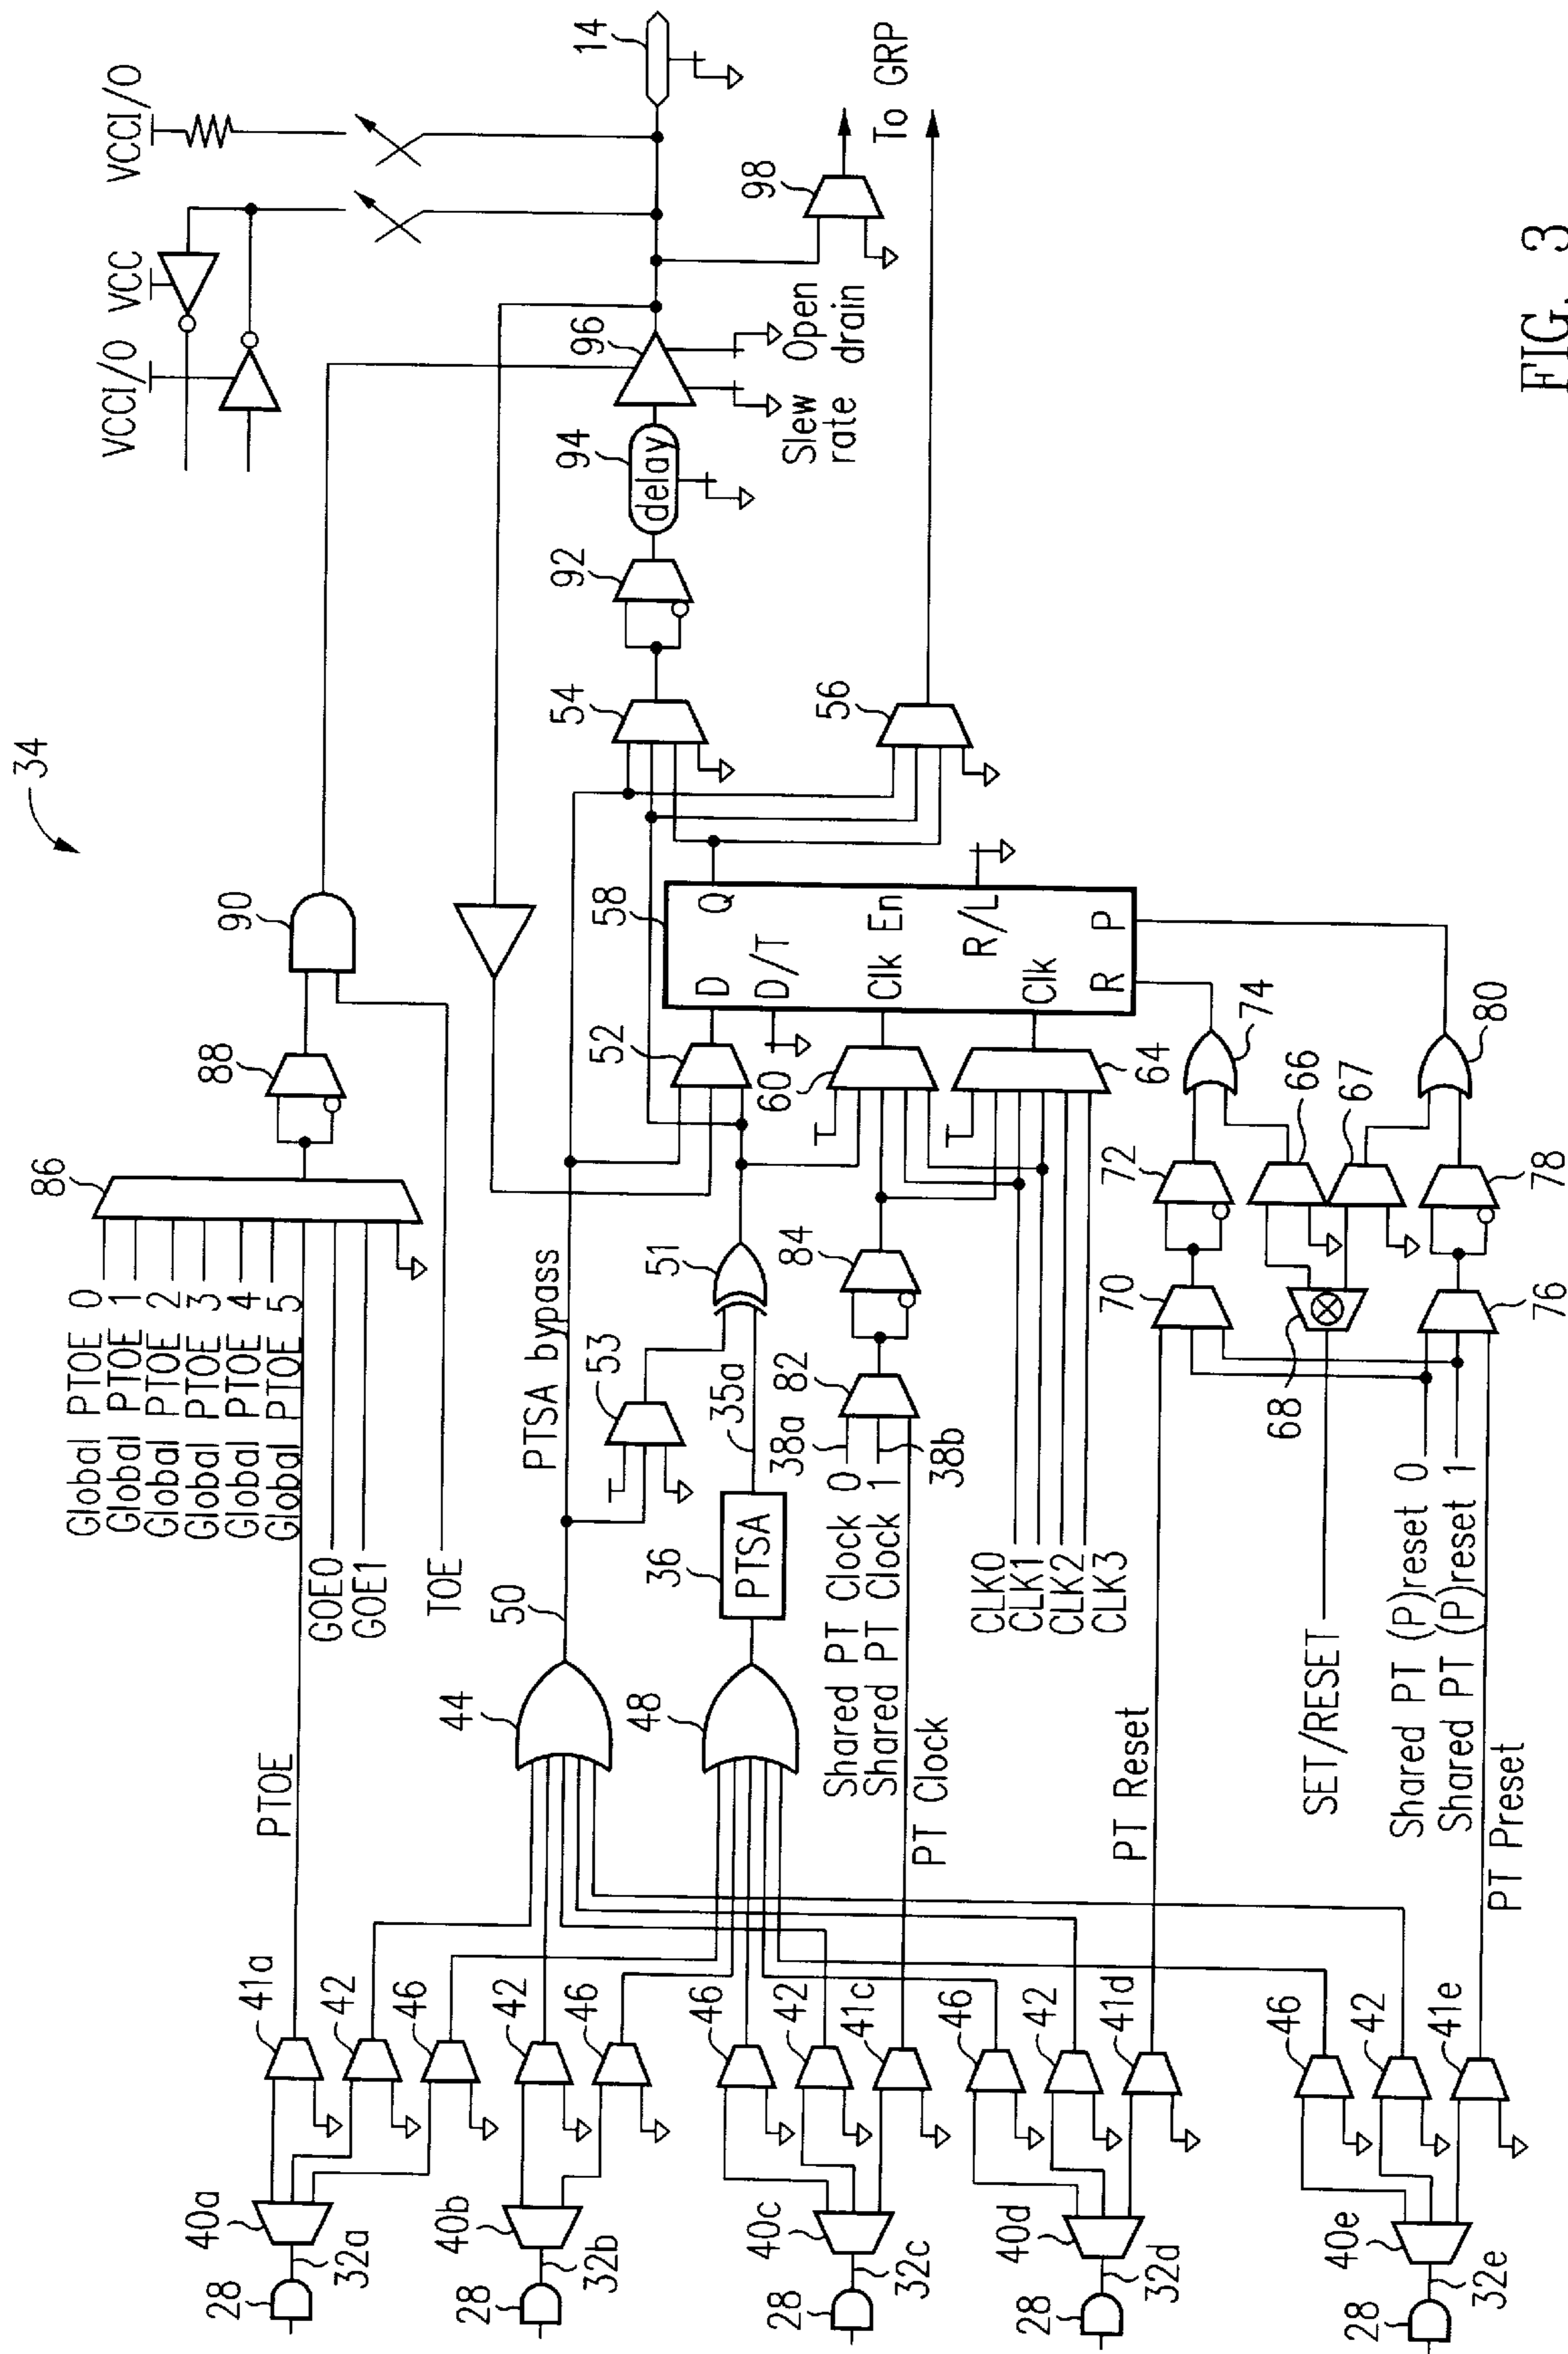 34
VCCI/O
VCC
VCCI/O
14
To GRP
98
96
Open
drain
Slew
rate
94
delay
92
54
56
90
88
86
Global PTOE 0
Global PTOE 1
Global PTOE 2
Global PTOE 3
Global PTOE 4
Global PTOE 5
GOE0
GOE1
TOE
PTOE
58
D
Q
D/T
Clk En
R/L
Clk
R
P
52
60
64
74
80
66
67
72
78
70
76
68
PTSA bypass
51
53
35a
84
82
38a
38b
Shared PT Clock 0
Shared PT Clock 1
PT Clock
CLK0
CLK1
CLK2
CLK3
36
PTSA
50
44
48
PT Reset
SET/RESET
Shared PT (P)reset 0
Shared PT (P)reset 1
PT Preset
41a
42
46
42
46
46
42
41c
46
42
41d
46
42
41e
40a
40b
40c
40d
40e
28
32a
28
32b
28
32c
28
32d
28
32e
FIG. 3